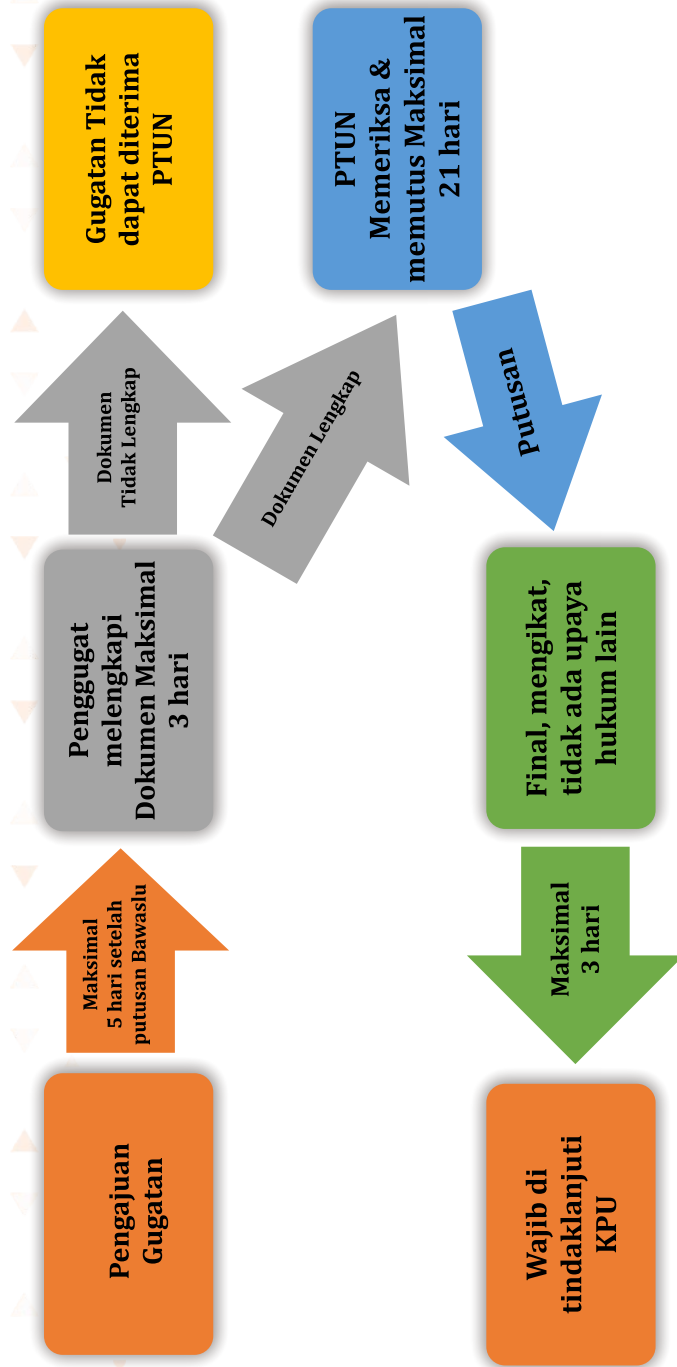 Pengajuan
Gugatan
Maksimal
5 hari setelah
putusan Bawaslu
Penggugat
melengkapi
Dokumen Maksimal
3 hari
Dokumen
Tidak Lengkap
Gugatan Tidak
dapat diterima
PTUN
Dokumen Lengkap
PTUN
Memeriksa &
memutus Maksimal
21 hari
Putusan
Final, mengikat,
tidak ada upaya
hukum lain
Maksimal
3 hari
Wajib di
tindaklanjuti
KPU